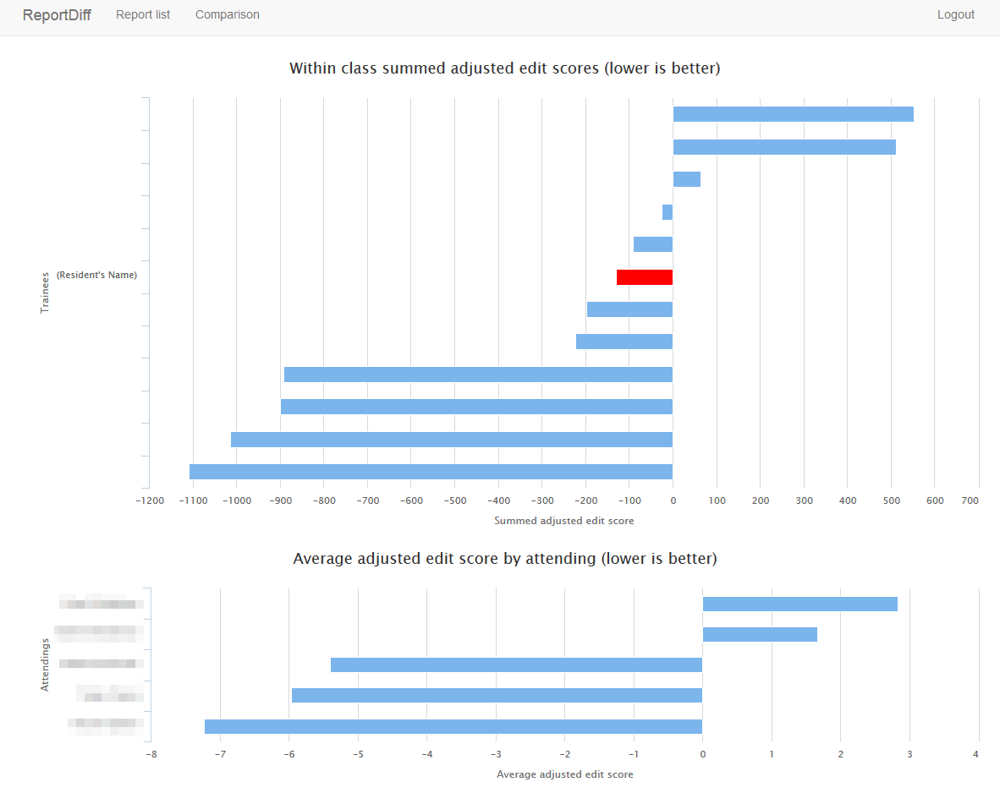 ReportDiff Report list Comparison Logout
Within class summed adjusted edit scores (lower is better)
Trainees
(Resident's Name)
-1200 -1100 -1000 -900 -800 -700 -600 -500 -400 -300 -200 -100 0 100 200 300 400 500 600 700
Summed adjusted edit score
Average adjusted edit score by attending (lower is better)
Attendings
-8 -7 -6 -5 -4 -3 -2 -1 0 1 2 3 4
Average adjusted edit score